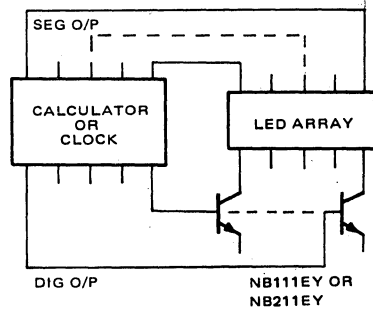 SEG O/P
CALCULATOR
OR
CLOCK
LED ARRAY
DIG O/P
NB111EY OR
NB211EY